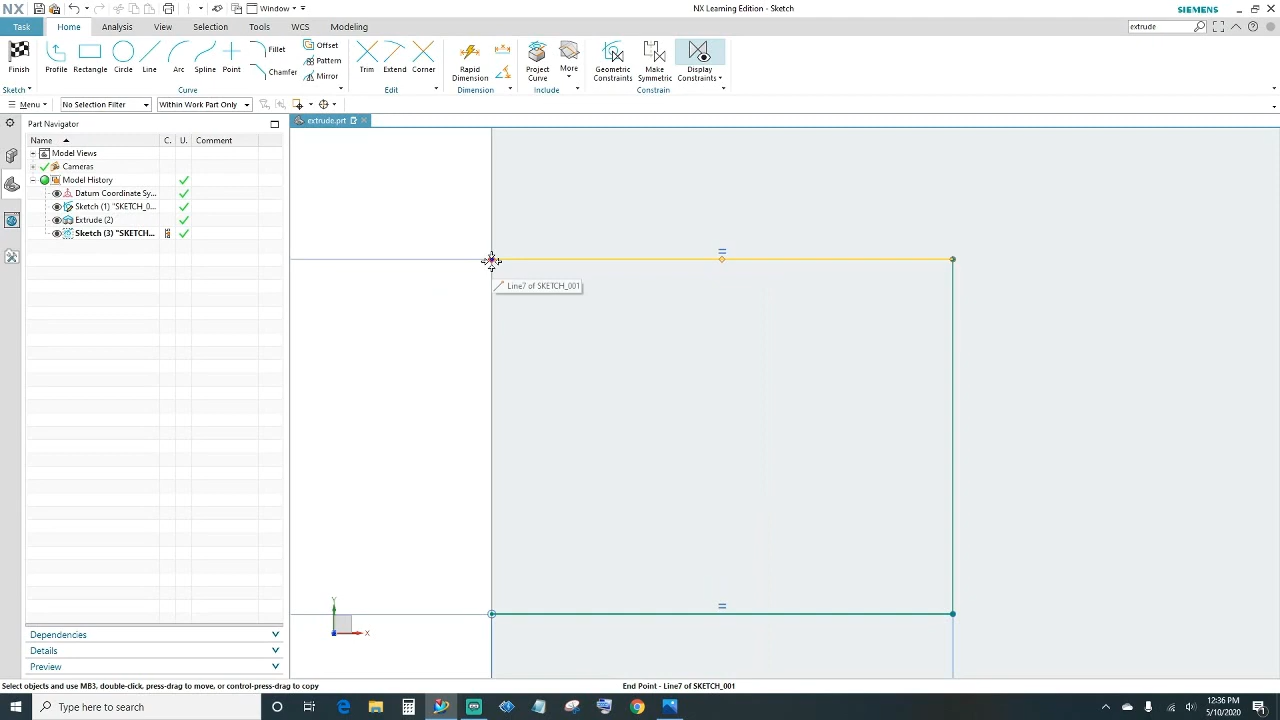 NX
Window
NX Learning Edition - Sketch
SIEMENS
Task
Home
Analysis
View
Selection
Tools
WCS
Modeling
extrude
Finish
Profile
Rectangle
Circle
Line
Arc
Spline
Point
Fillet
Chamfer
Offset
Pattern
Mirror
Trim
Extend
Corner
Rapid
Dimension
Project
Curve
More
Geometric
Constraints
Make
Symmetric
Display
Constraints
Sketch
Curve
Edit
Dimension
Include
Constrain
Menu
No Selection Filter
Within Work Part Only
Part Navigator
extrude.prt
Name
C.
U.
Comment
Model Views
Cameras
Model History
Datum Coordinate Sy...
Sketch (1) "SKETCH_0...
Extrude (2)
Sketch (3) "SKETCH...
Line7 of SKETCH_001
Y
X
Dependencies
Details
Preview
Select objects and use MB3, double-click, press-drag to move, or control-press-drag to copy
End Point - Line7 of SKETCH_001
Type here to search
12:36 PM
5/10/2020